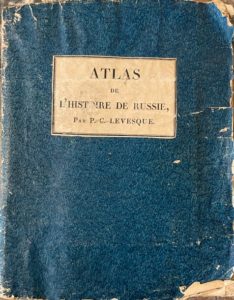 ATLAS
DE
L'HISTOIRE DE RUSSIE,
PAR P. C. LEVESQUE.